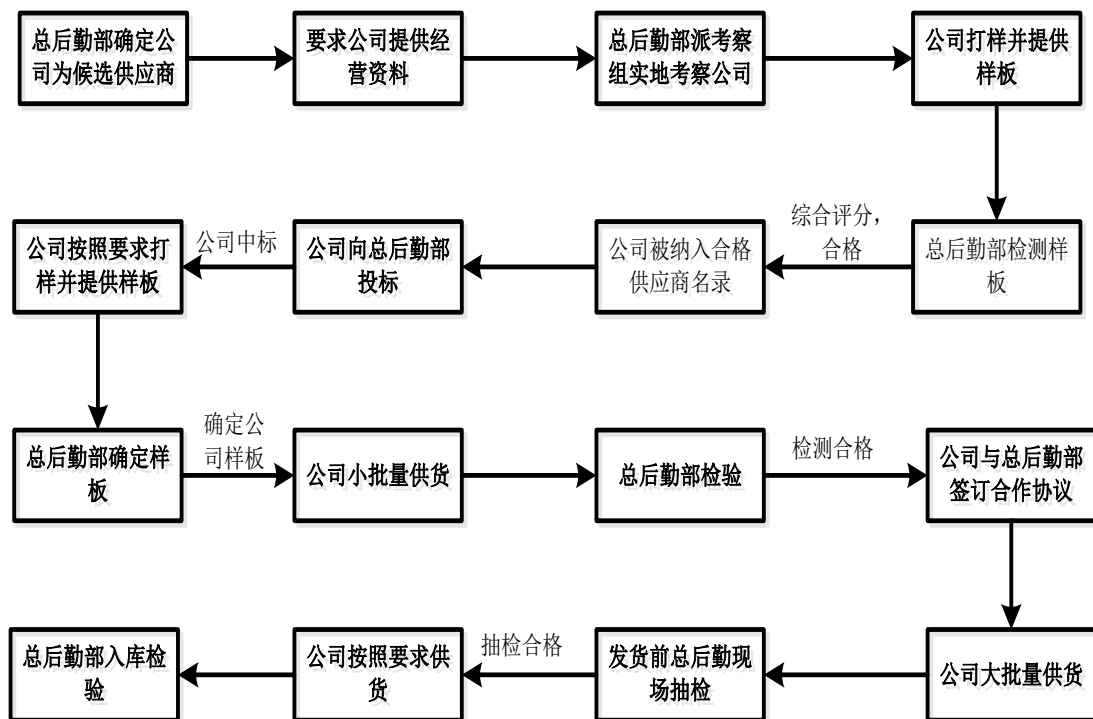 总后勤部确定公
司为候选供应商
要求公司提供经
营资料
总后勤部派考察
组实地考察公司
公司打样并提供
样板
总后勤部检测样
板
综合评分，
合格
公司被纳入合格
供应商名录
公司向总后勤部
投标
公司中标
公司按照要求打
样并提供样板
总后勤部确定样
板
确定公
司样板
公司小批量供货
总后勤部检验
检测合格
公司与总后勤部
签订合作协议
公司大批量供货
发货前总后勤现
场抽检
抽检合格
公司按照要求供
货
总后勤部入库检
验